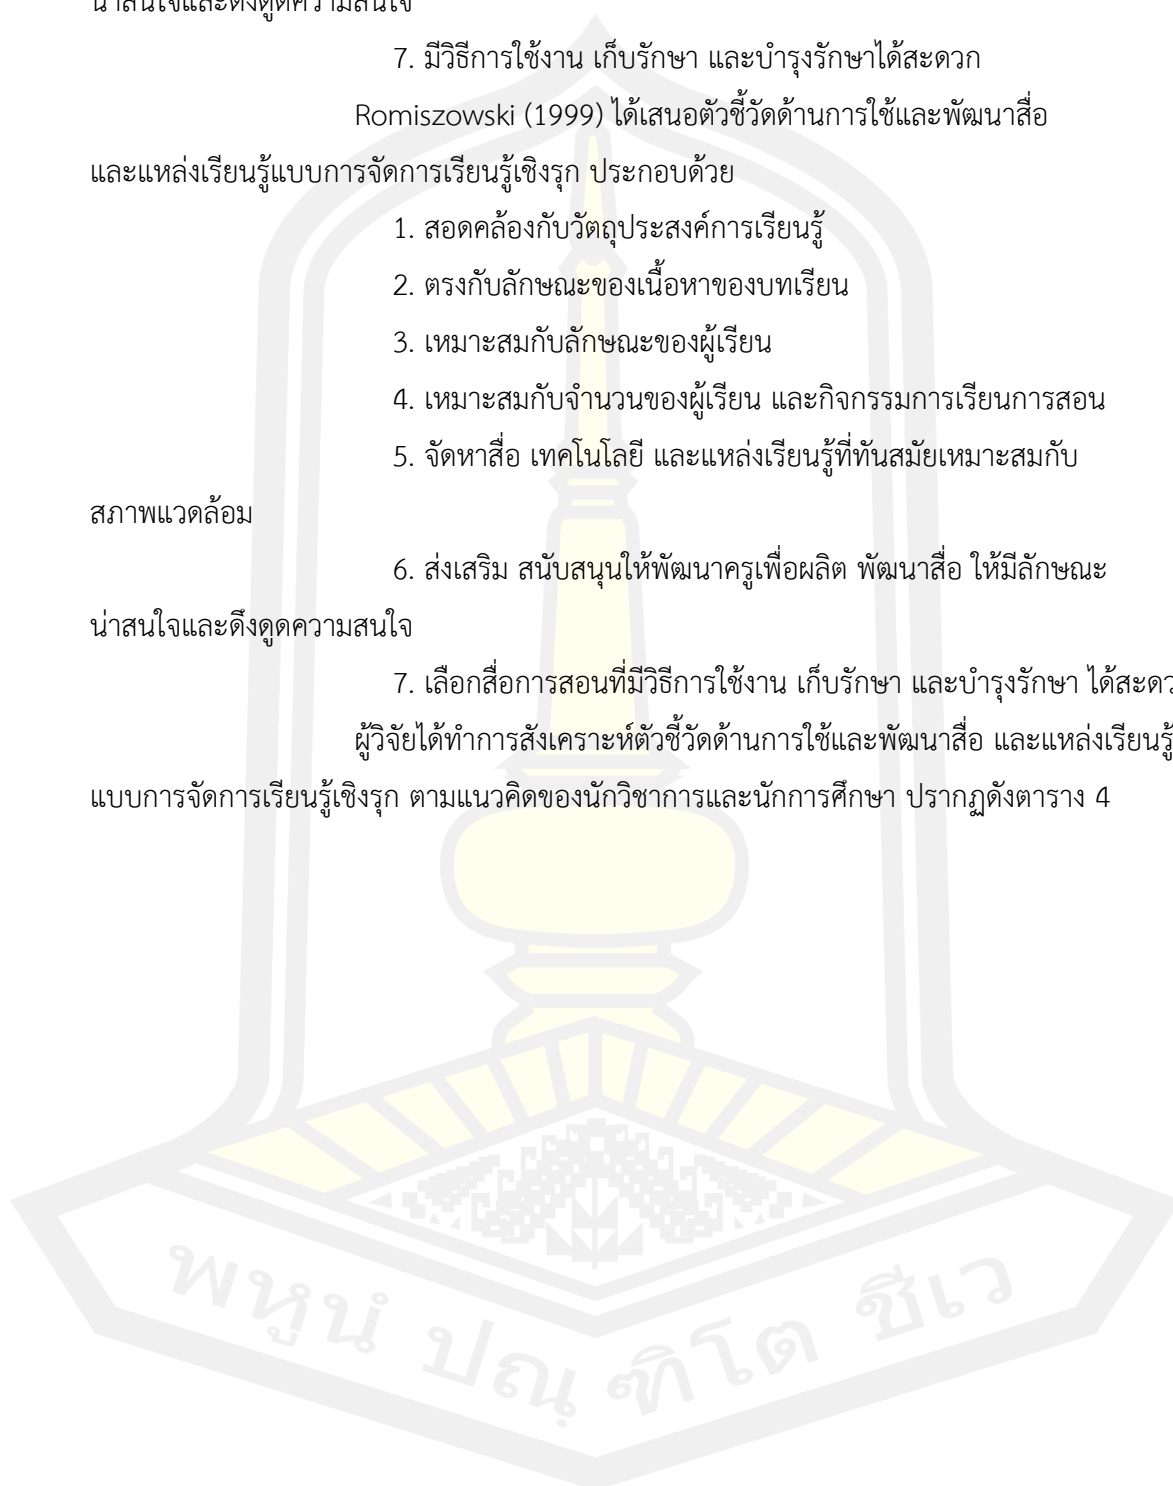 น่าสนใจและดึงดูดความสนใจ
7. มีวิธีการใช้งาน เก็บรักษา และบำรุงรักษาได้สะดวก
Romiszowski (1999) ได้เสนอตัวชี้วัดด้านการใช้และพัฒนาสื่อ
และแหล่งเรียนรู้แบบการจัดการเรียนรู้เชิงรุก ประกอบด้วย
1. สอดคล้องกับวัตถุประสงค์การเรียนรู้
2. ตรงกับลักษณะของเนื้อหาของบทเรียน
3. เหมาะสมกับลักษณะของผู้เรียน
4. เหมาะสมกับจำนวนของผู้เรียน และกิจกรรมการเรียนการสอน
5. จัดหาสื่อ เทคโนโลยี และแหล่งเรียนรู้ที่ทันสมัยเหมาะสมกับ
สภาพแวดล้อม
6. ส่งเสริม สนับสนุนให้พัฒนาครูเพื่อผลิต พัฒนาสื่อ ให้มีลักษณะ
น่าสนใจและดึงดูดความสนใจ
7. เลือกสื่อการสอนที่มีวิธีการใช้งาน เก็บรักษา และบำรุงรักษา ได้สะดว
ผู้วิจัยได้ทำการสังเคราะห์ตัวชี้วัดด้านการใช้และพัฒนาสื่อ และแหล่งเรียนรู้
แบบการจัดการเรียนรู้เชิงรุก ตามแนวคิดของนักวิชาการและนักการศึกษา ปรากฏดังตาราง 4
พหูนํ ปณฺฑิโต ชีเว